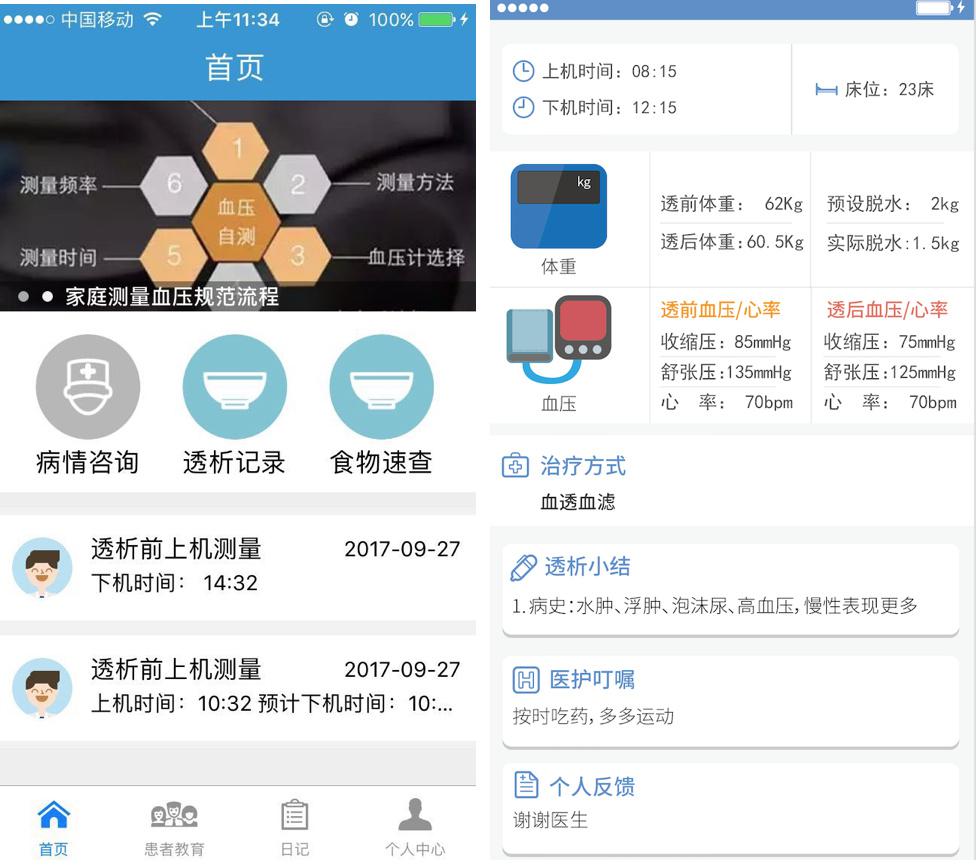 中国移动
上午11:34
100%
首页
1
6
2
测量频率
测量方法
血压
自测
5
3
测量时间
血压计选择
家庭测量血压规范流程
病情咨询
透析记录
食物速查
透析前上机测量
2017-09-27
下机时间： 14:32
透析前上机测量
2017-09-27
上机时间：10:32 预计下机时间：10:...
首页
患者教育
日记
个人中心
上机时间：08:15
下机时间：12:15
床位：23床
kg
体重
透前体重： 62Kg
透后体重:60.5Kg
预设脱水： 2kg
实际脱水:1.5kg
血压
透前血压/心率
收缩压：85mmHg
舒张压:135mmHg
心 率： 70bpm
透后血压/心率
收缩压：75mmHg
舒张压:125mmHg
心 率： 70bpm
治疗方式
血透血滤
透析小结
1.病史:水肿、浮肿、泡沫尿、高血压,慢性表现更多
医护叮嘱
按时吃药,多多运动
个人反馈
谢谢医生